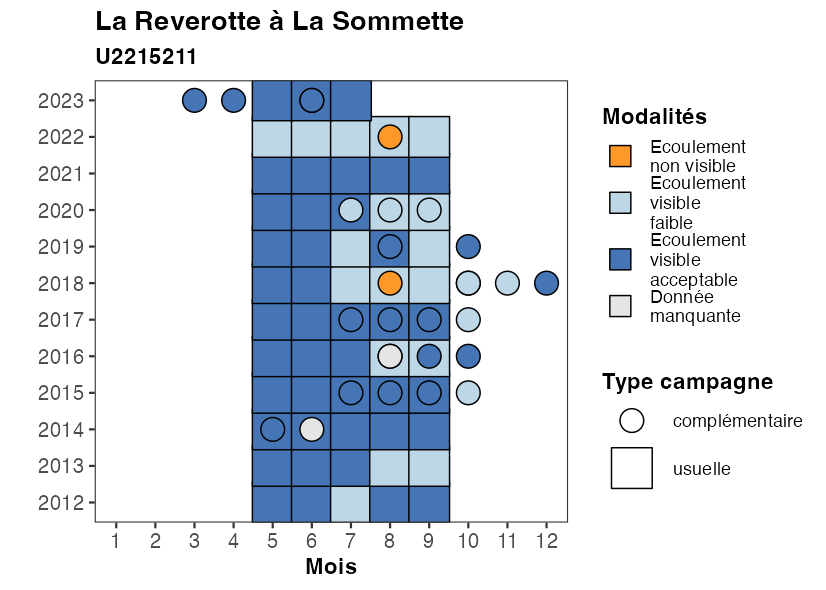 La Reverotte à La Sommette
U2215211
2023
2022
2021
2020
2019
2018
2017
2016
2015
2014
2013
2012
1 2 3 4 5 6 7 8 9 10 11 12
Mois
Modalités
Ecoulement
non visible
Ecoulement
visible
faible
Ecoulement
visible
acceptable
Donnée
manquante
Type campagne
complémentaire
usuelle